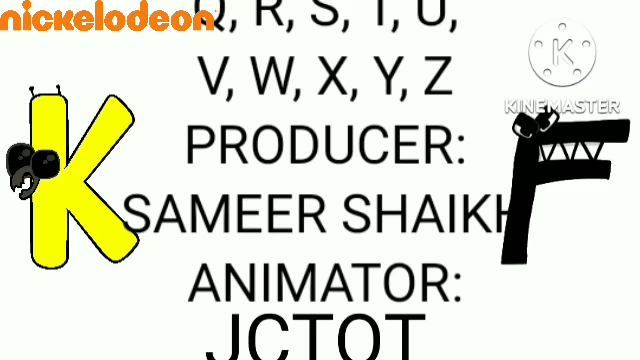 nickelodeon
Q, R, S, T, U,
V, W, X, Y, Z
K
KINEMASTER
PRODUCER:
K
F
SAMEER SHAIKH
ANIMATOR:
JCTOT